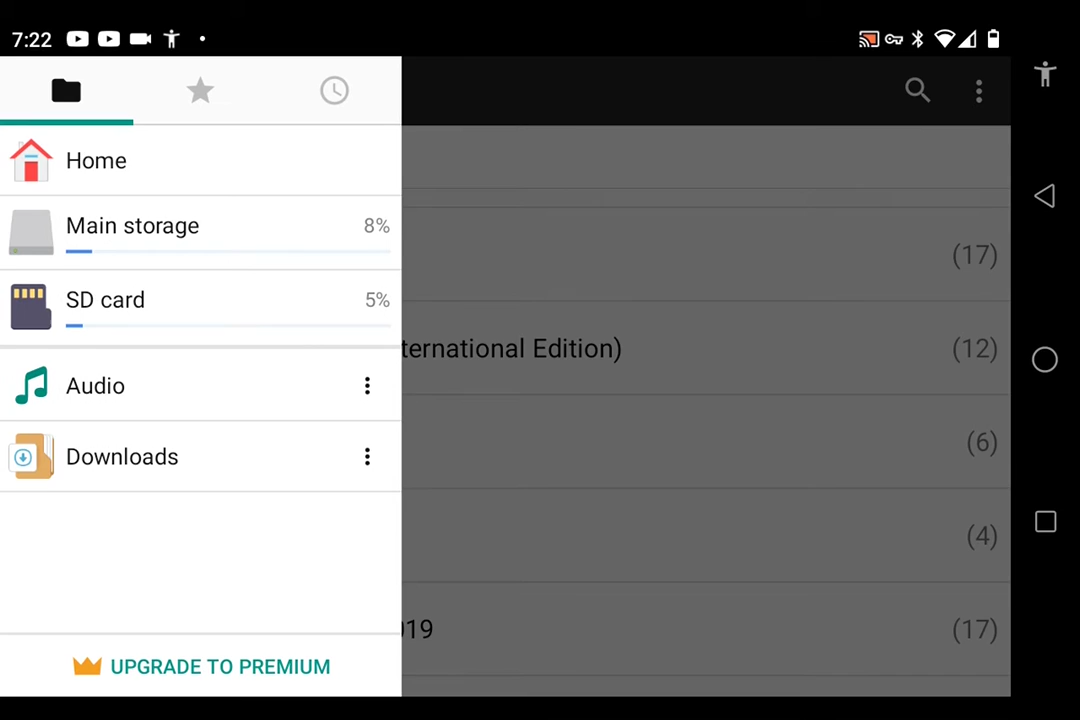 7:22
Home
Main storage 8%
SD card 5%
Audio
Downloads
UPGRADE TO PREMIUM
(17)
ternational Edition) (12)
(6)
(4)
19 (17)